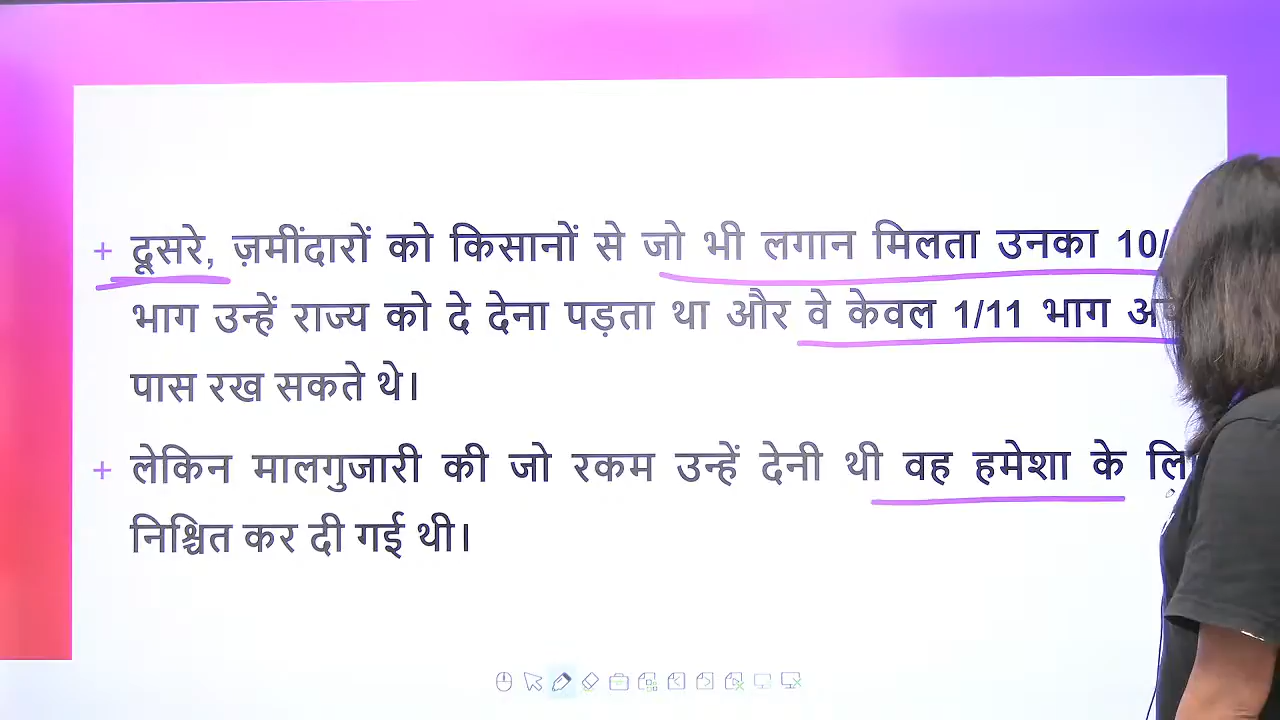 + दूसरे, ज़मींदारों को किसानों से जो भी लगान मिलता उनका 10/
भाग उन्हें राज्य को दे देना पड़ता था और वे केवल 1/11 भाग
पास रख सकते थे।
+ लेकिन मालगुजारी की जो रकम उन्हें देनी थी वह हमेशा के
निश्चित कर दी गई थी।